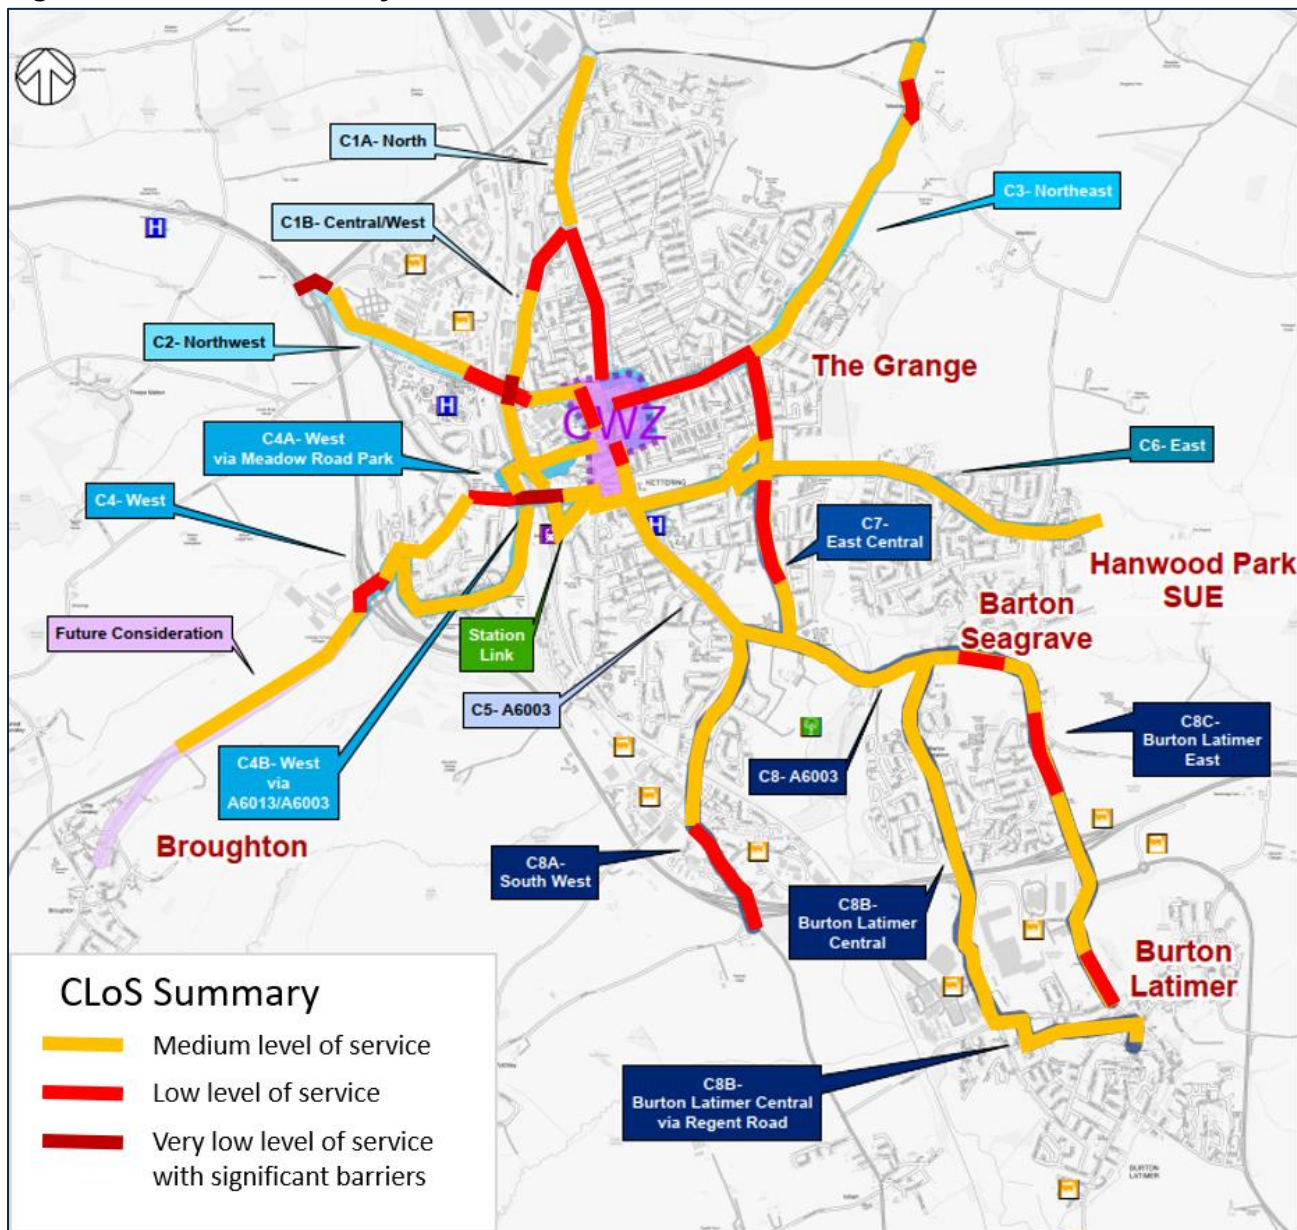 C1A- North
C1B- Central/West
C3- Northeast
C2- Northwest
The Grange
CWZ
C4A- West
via Meadow Road Park
C6- East
KETTERING
C4- West
C7-
East Central
Hanwood Park
SUE
Barton
Seagrave
Future Consideration
Station
Link
C5- A6003
C8C-
Burton Latimer
East
C4B- West
via
A6013/A6003
C8- A6003
Broughton
C8A-
South West
C8B-
Burton Latimer
Central
Burton
Latimer
C8B-
Burton Latimer Central
via Regent Road
BURTON
LATIMER
H
H
H
CLoS Summary
Medium level of service
Low level of service
Very low level of service
with significant barriers